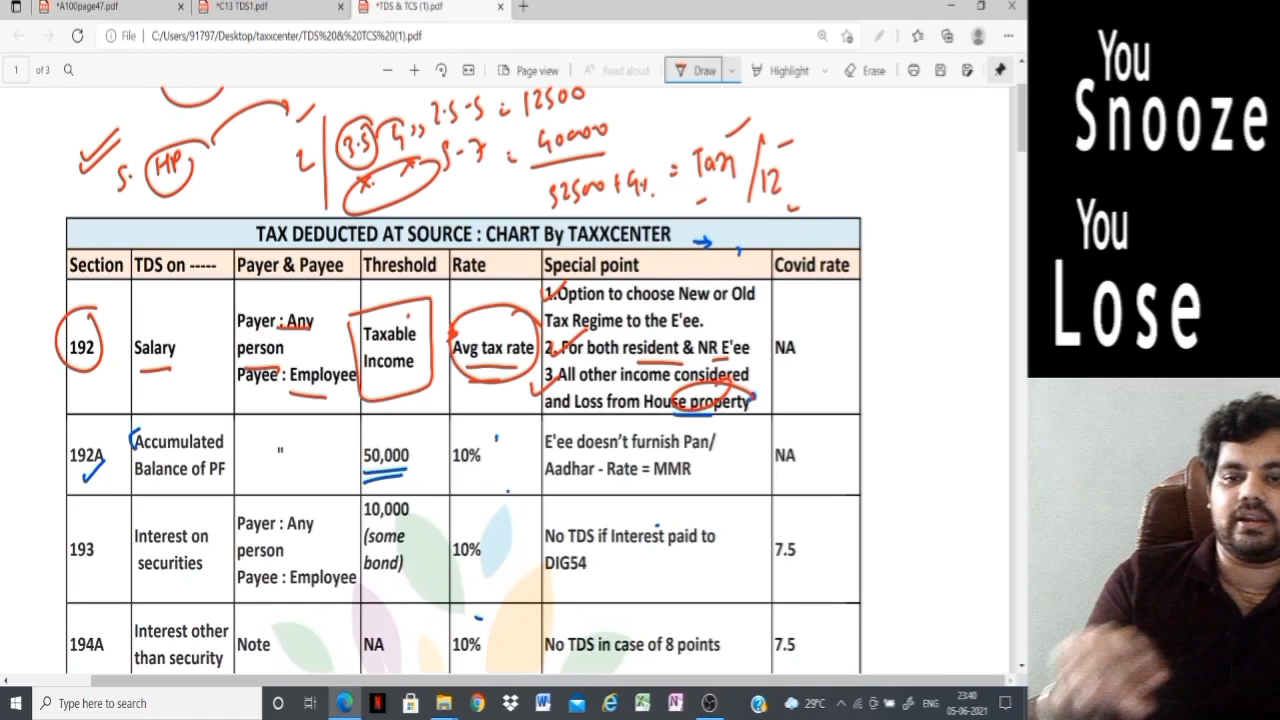 *A100page47.pdf
*C13 TDS1.pdf
*TDS & TCS (1).pdf
File C:/Users/91797/Desktop/taxxcenter/TDS%20&%20TCS%20(1).pdf
1 of 3
Page view
Read aloud
Draw
Highlight
Erase
2.5-5 = 12500
3.5
5-7 = 40000
5. HP
52500 + 4%. = Tax / 12
TAX DEDUCTED AT SOURCE : CHART By TAXXCENTER
Section TDS on ----- Payer & Payee Threshold Rate Special point Covid rate
192
Salary
Payer : Any
person
Payee : Employee
Taxable
Income
Avg tax rate
1.Option to choose New or Old
Tax Regime to the E'ee.
2. For both resident & NR E'ee
3.All other income considered
and Loss from House property
NA
192A
Accumulated
Balance of PF
"
50,000
10%
E'ee doesn't furnish Pan/
Aadhar - Rate = MMR
NA
193
Interest on
securities
Payer : Any
person
Payee : Employee
10,000
(some
bond)
10%
No TDS if Interest paid to
DIG54
7.5
194A
Interest other
than security
Note
NA
10%
No TDS in case of 8 points
7.5
You
Snooze
You
Lose
Type here to search
29°C
ENG
23:40
05-06-2021